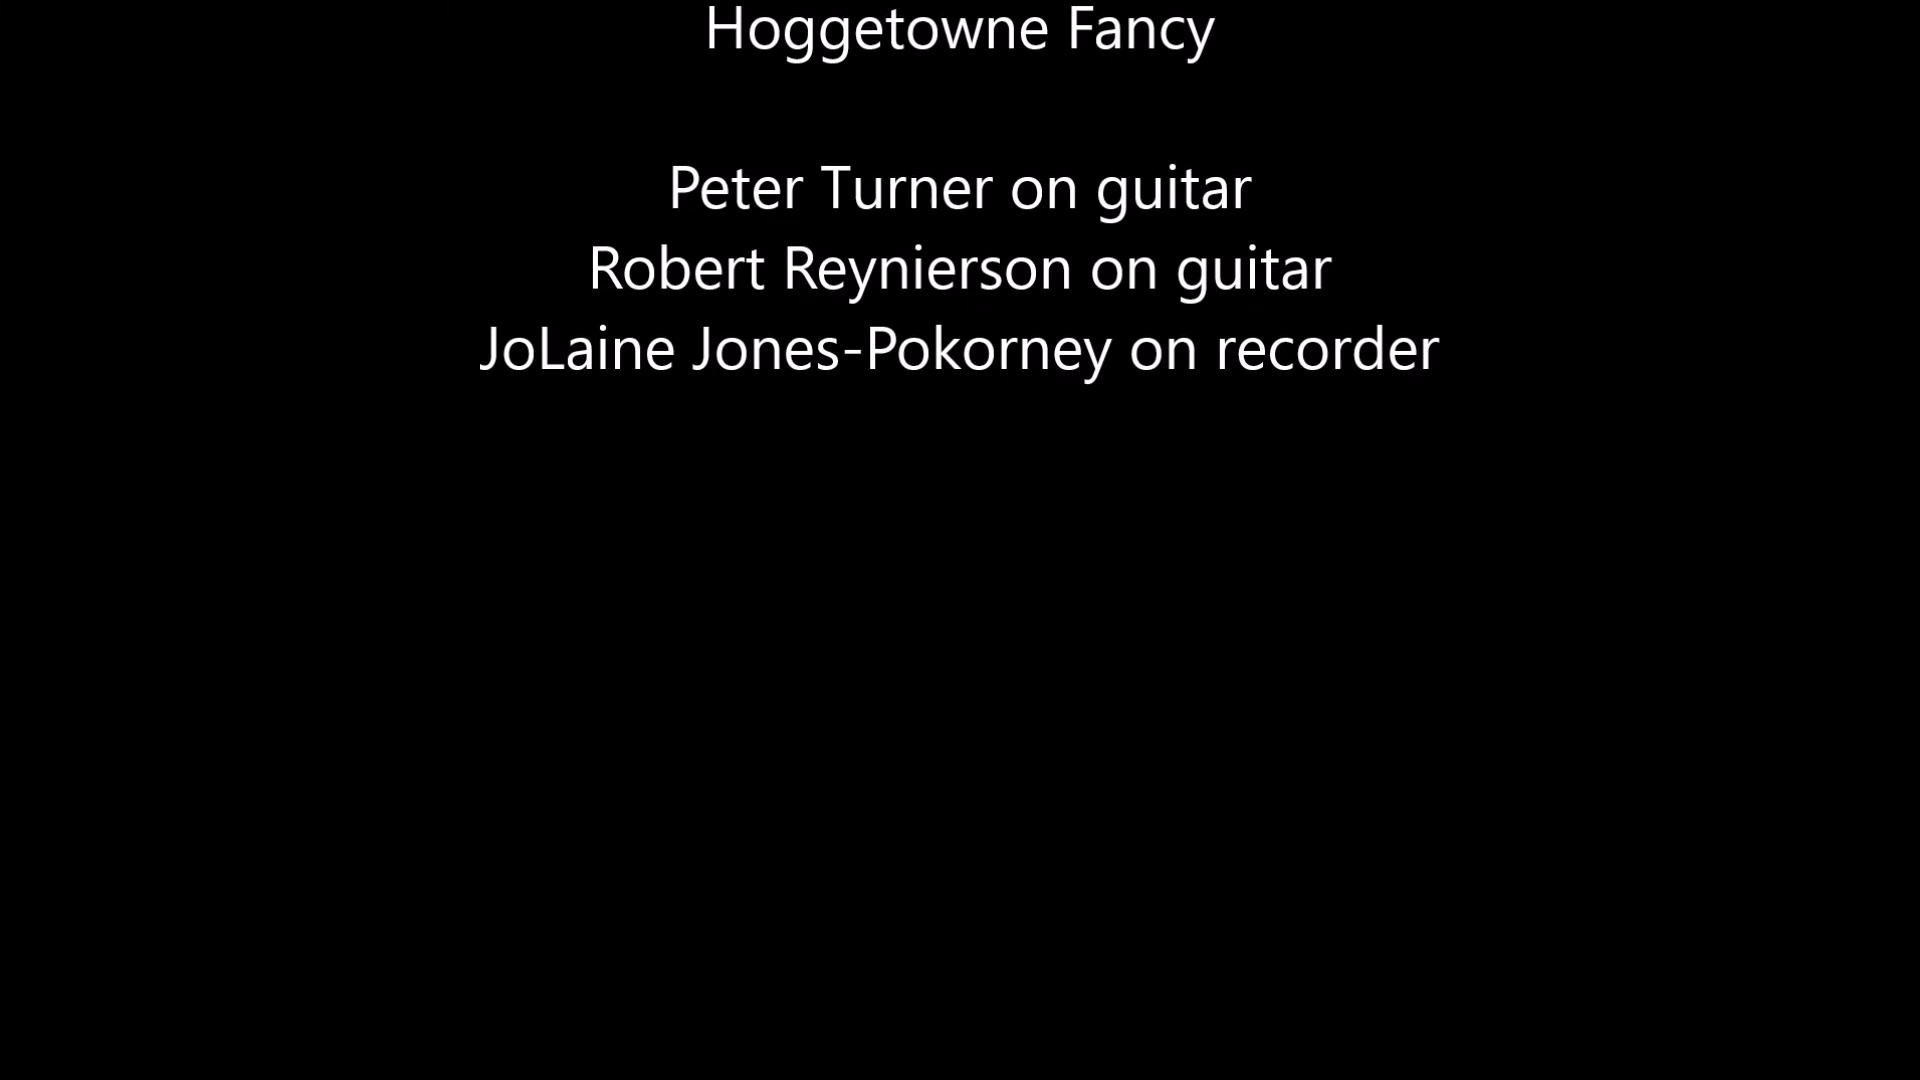 Hoggetowne Fancy
Peter Turner on guitar
Robert Reynierson on guitar
JoLaine Jones-Pokorney on recorder